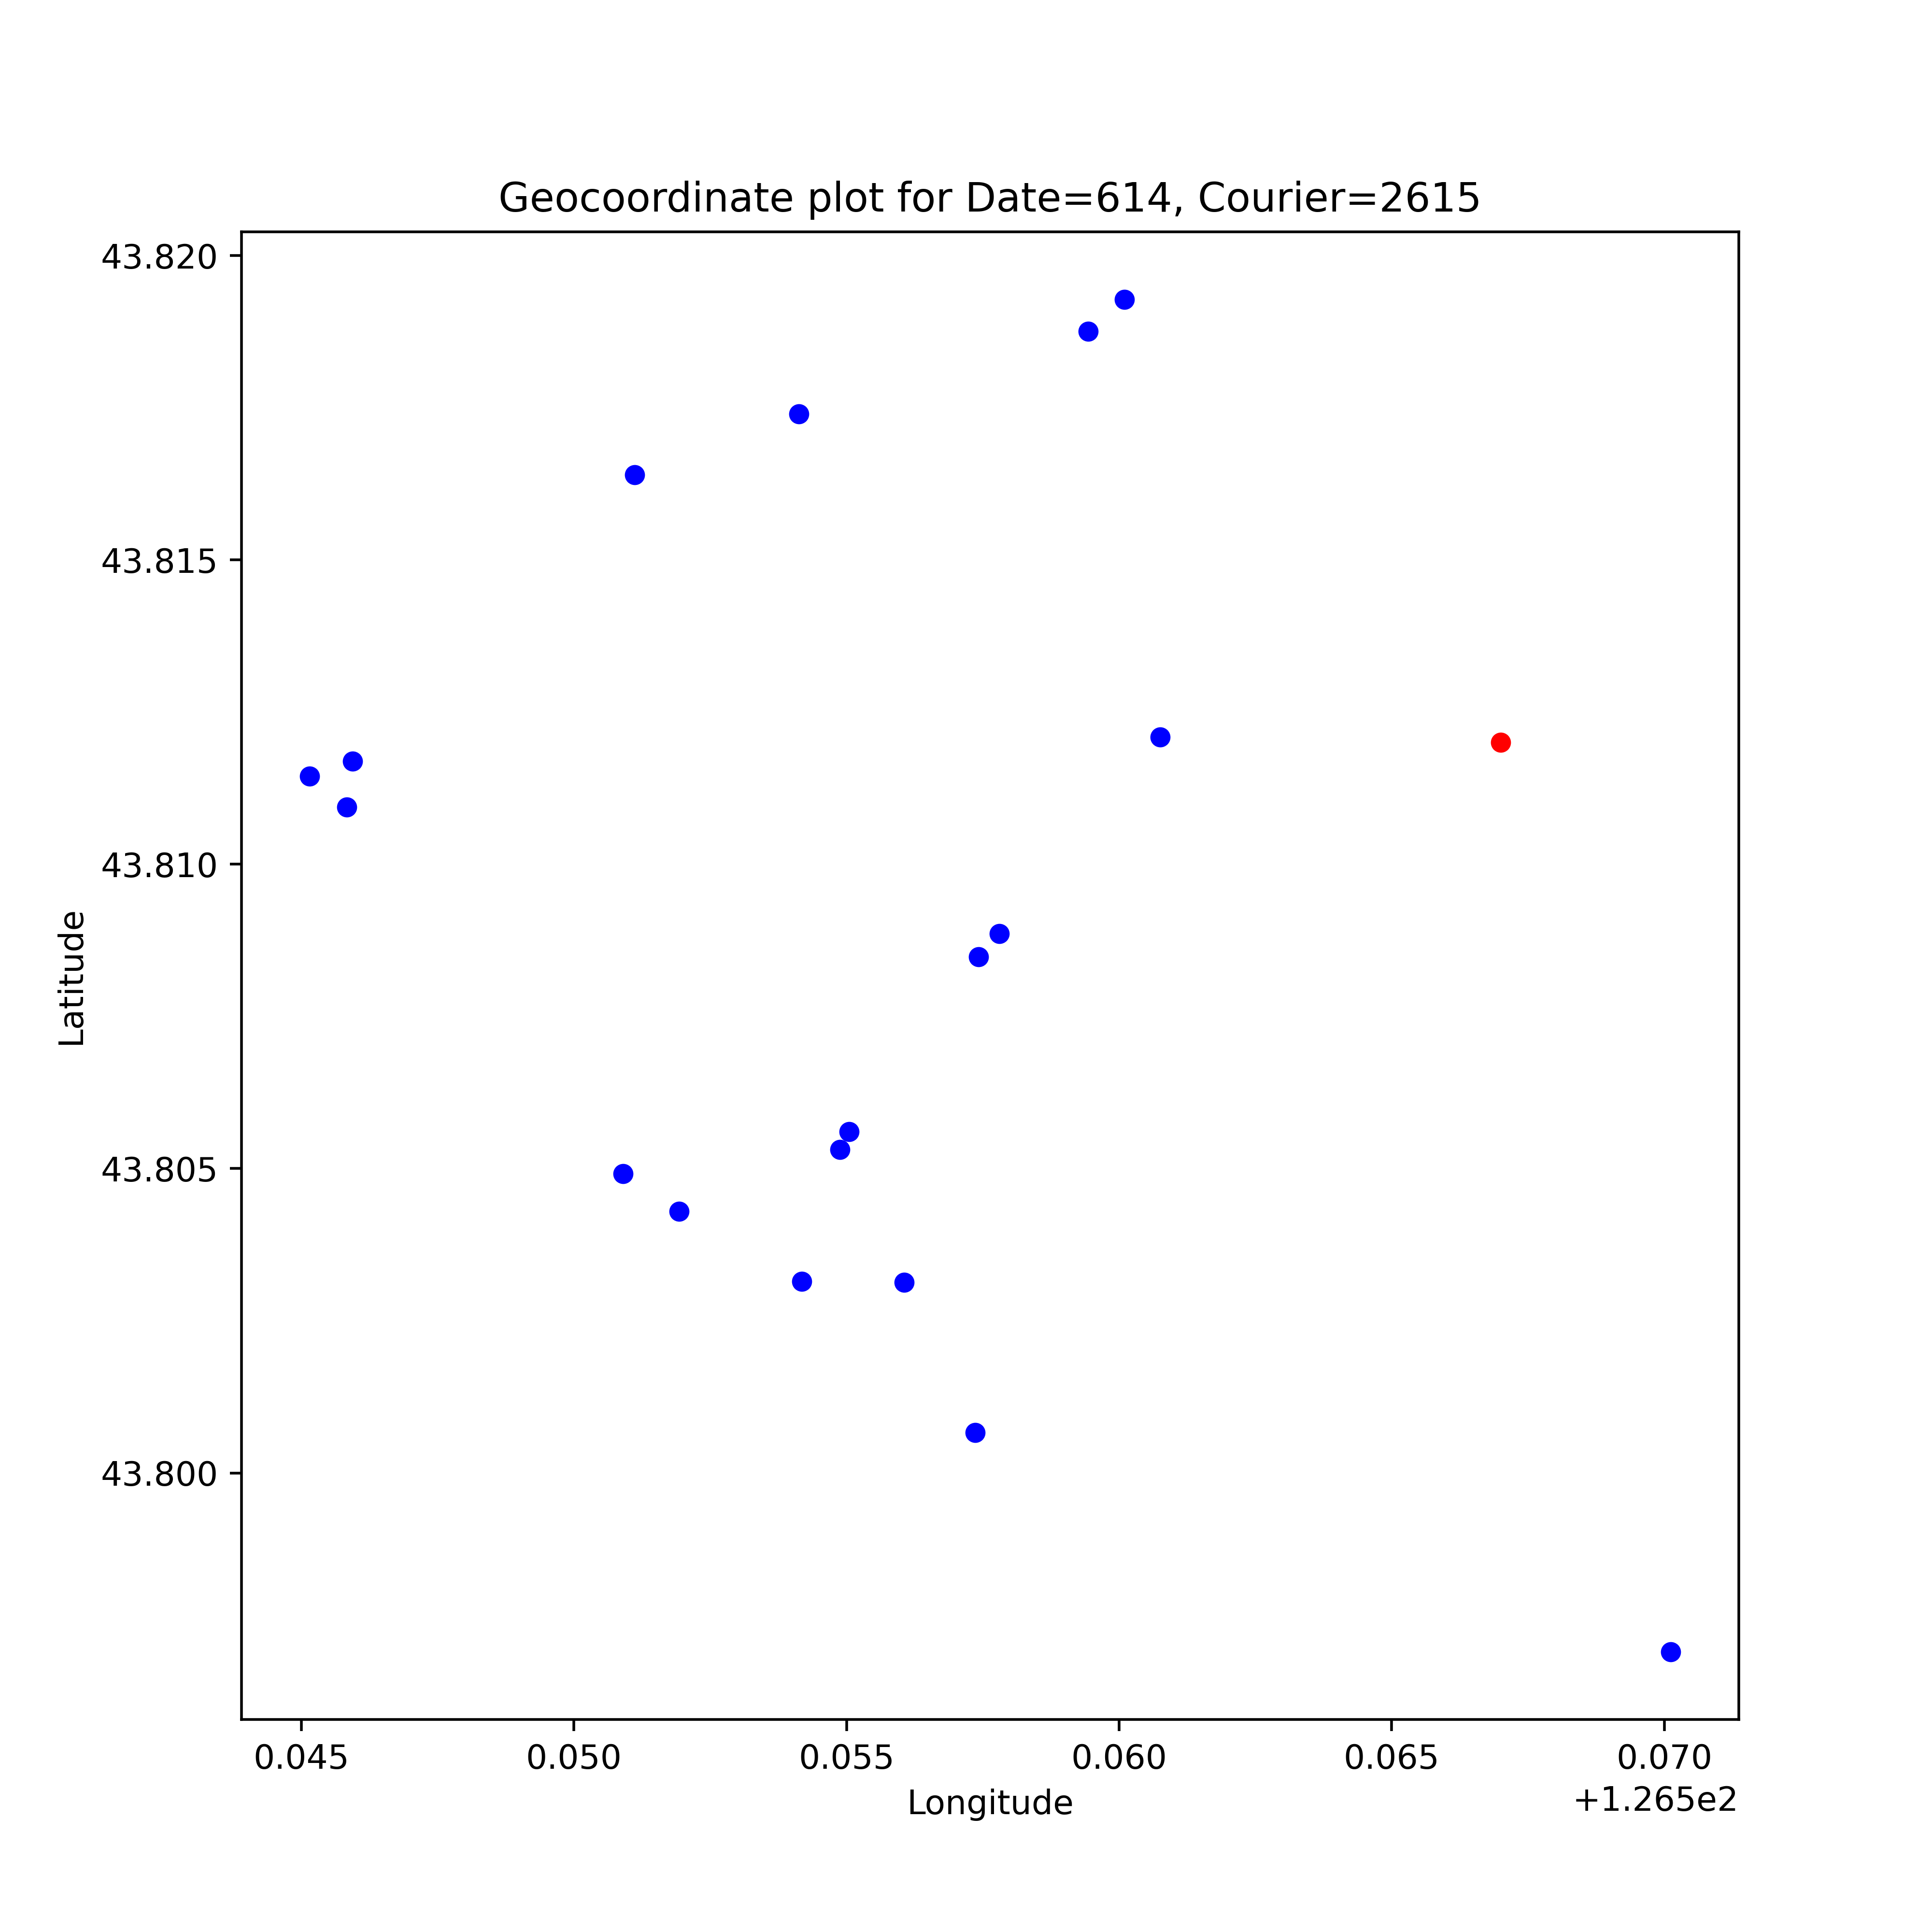 Geocoordinate plot for Date=614, Courier=2615
43.820
43.815
43.810
43.805
43.800
Latitude
0.045 0.050 0.055 0.060 0.065 0.070
+1.265e2
Longitude